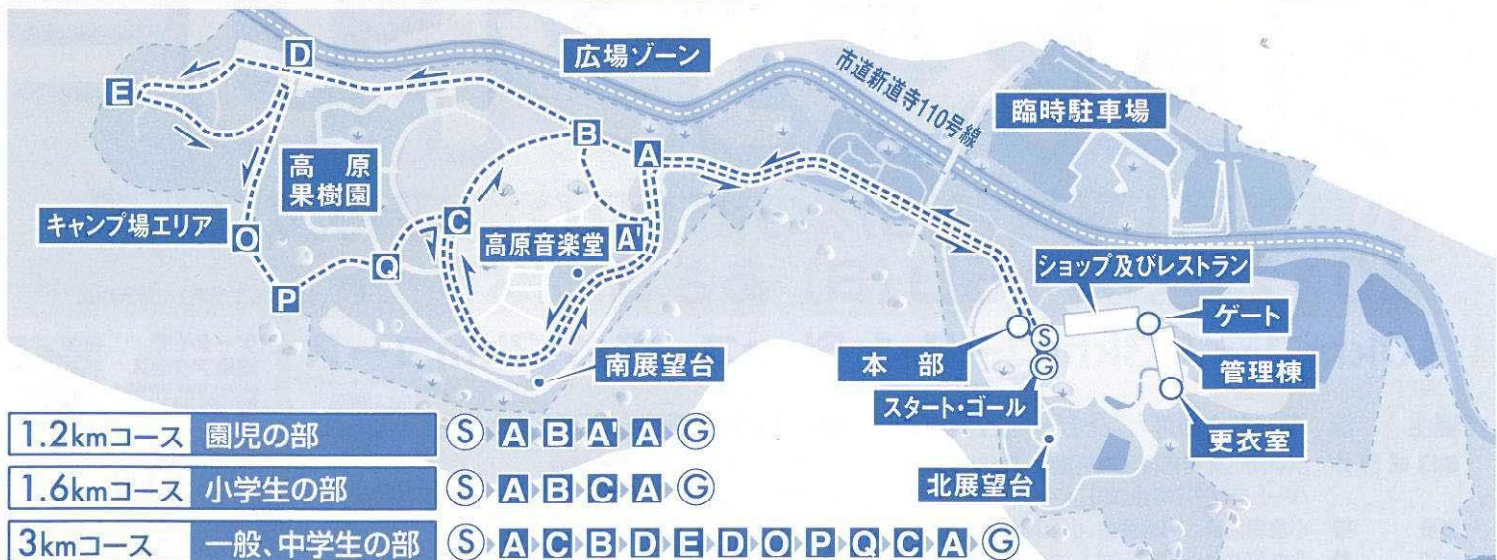 D
広場ゾーン
市道新道寺110号線
臨時駐車場
E
B
A
高原
果樹園
キャンプ場エリア
O
C
高原音楽堂
A'
Q
P
ショップ及びレストラン
ゲート
本部
S
G
管理棟
南展望台
スタート・ゴール
更衣室
北展望台
1.2kmコース 園児の部 S A B A' A G
1.6kmコース 小学生の部 S A B C A G
3kmコース 一般、中学生の部 S A C B D E D O P Q C A G